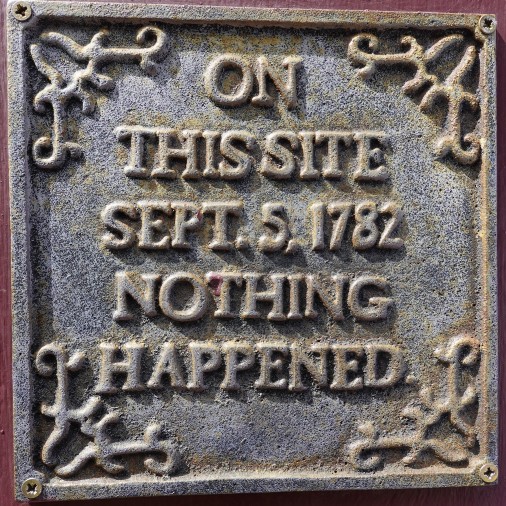 ON
THIS SITE
SEPT. 5, 1782
NOTHING
HAPPENED.